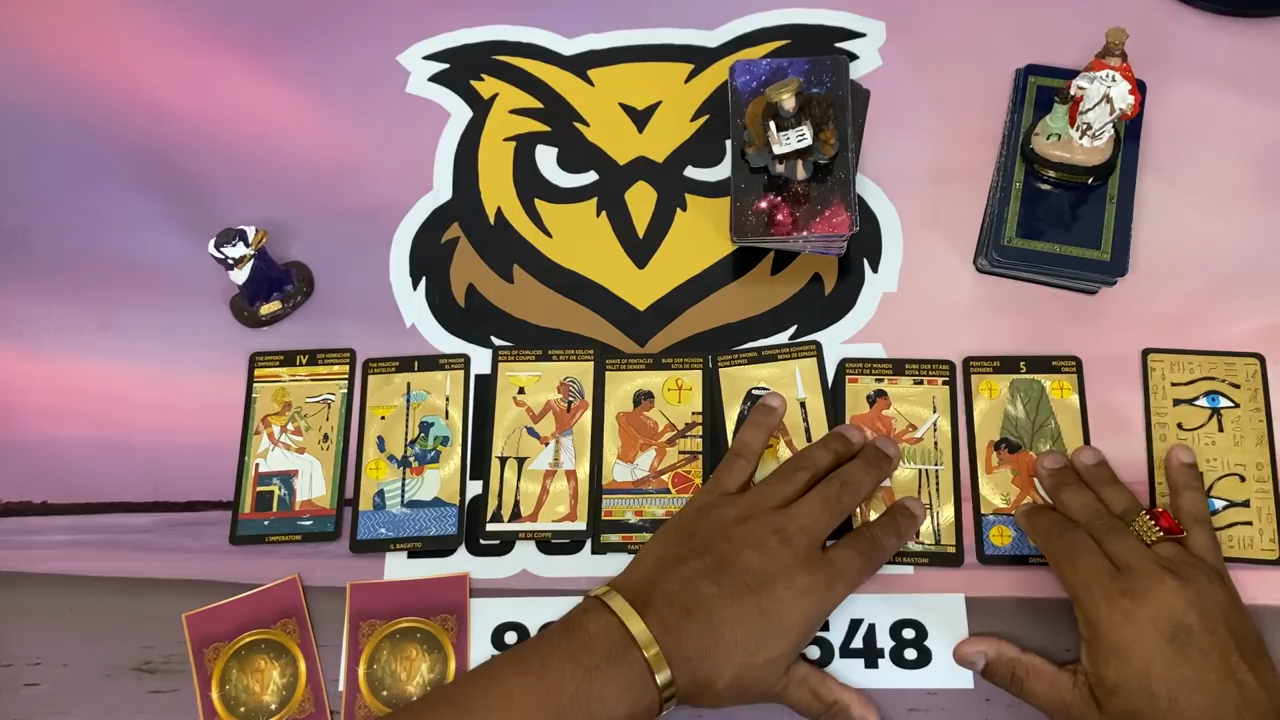 THE EMPEROR
L'EMPEREUR
IV
DER HERRSCHER
EL EMPERADOR
L'IMPERATORE
THE MAGICIAN
LE BATELEUR
I
DER MAGIER
EL MAGO
IL BAGATTO
KING OF CHALICES
ROI DE COUPES
KÖNIG DER KELCHE
EL REY DE COPAS
RE DI COPPE
KNAVE OF PENTACLES
VALET DE DENIERS
BUBE DER MÜNZEN
SOTA DE OROS
QUEEN OF SWORDS
REINE D'EPEES
KÖNIGIN DER SCHWERTER
REINA DE ESPADAS
KNAVE OF WANDS
VALET DE BATONS
BUBE DER STÄBE
SOTA DE BASTOS
DI BASTONI
PENTACLES
DENIERS
5
MÜNZEN
OROS
648